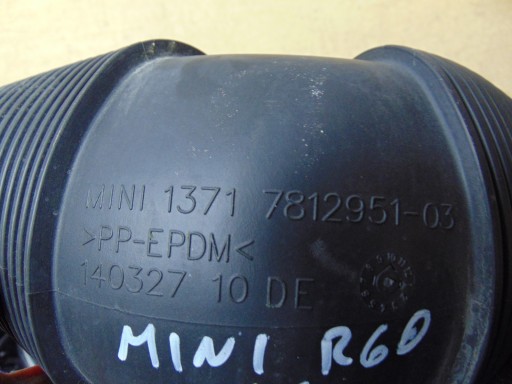 MINI 1371 7812951-03
>PP-EPDM<
140327 10 DE
MINI R60